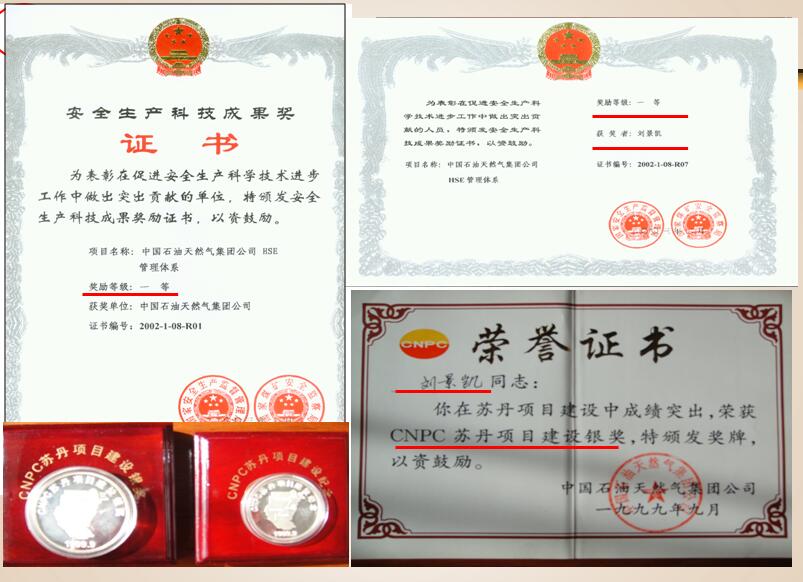 安全生产科技成果奖
证书
为表彰在促进安全生产科学技术进步
工作中做出突出贡献的单位，特颁发安全
生产科技成果奖励证书，以资鼓励。
项目名称：中国石油天然气集团公司 HSE
管理体系
奖励等级：一 等
获奖单位：中国石油天然气集团公司
证书编号：2002-1-08-R01
为表彰在促进安全生产科
学技术进步工作中做出突出贡
献的人员，特颁发安全生产科
技成果奖励证书，以资鼓励。
项目名称：中国石油天然气集团公司
HSE 管理体系
奖励等级：一 等
获 奖 者：刘景凯
证书编号：2002-1-08-R07
CNPC
荣誉证书
刘景凯同志：
你在苏丹项目建设中成绩突出，荣获
CNPC 苏丹项目建设银奖，特颁发奖牌，
以资鼓励。
中国石油天然气集团公司
一九九九年九月
CNPC苏丹项目建设银奖
1999.9
CNPC苏丹项目建设纪